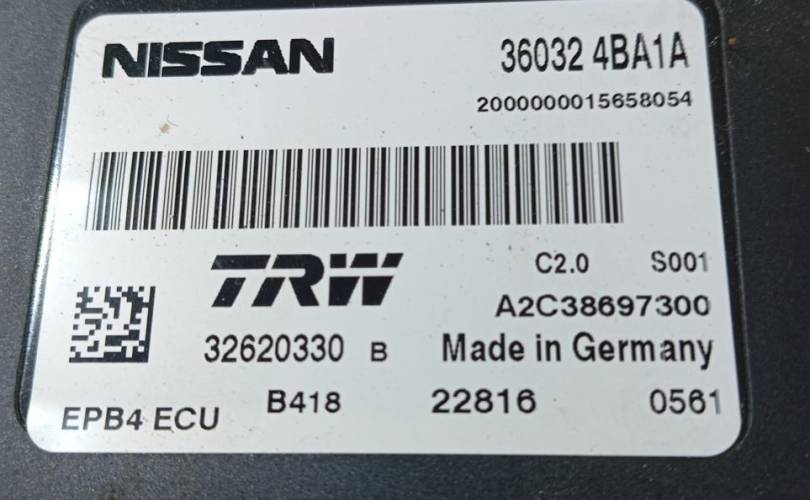 NISSAN 36032 4BA1A
2000000015658054
TRW C2.0 S001
A2C38697300
32620330 B Made in Germany
EPB4 ECU B418 22816 0561